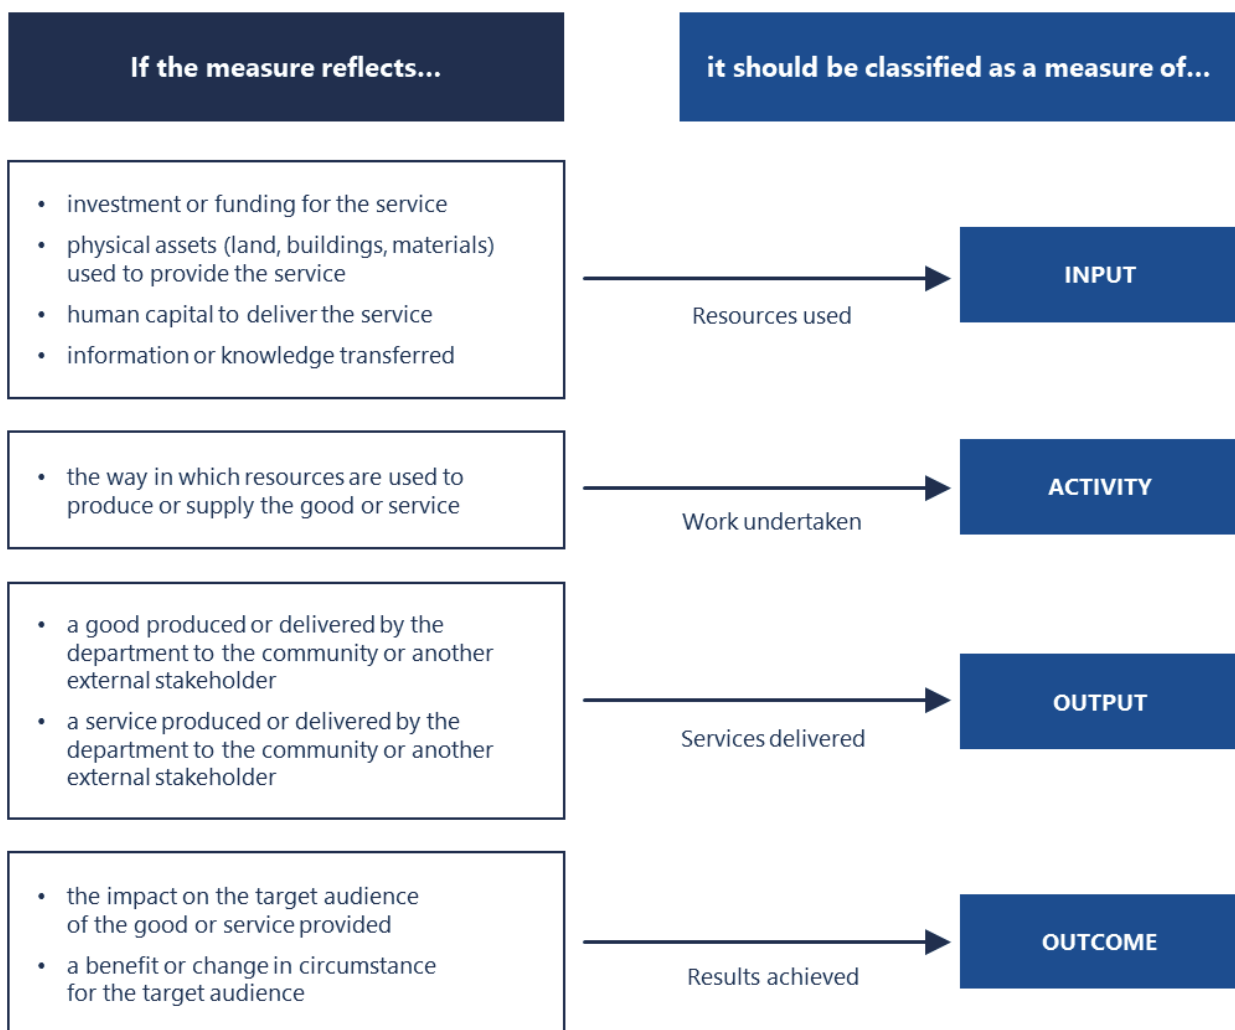 If the measure reflects...
it should be classified as a measure of...
• investment or funding for the service
• physical assets (land, buildings, materials)
used to provide the service
• human capital to deliver the service
• information or knowledge transferred
Resources used
INPUT
• the way in which resources are used to
produce or supply the good or service
Work undertaken
ACTIVITY
• a good produced or delivered by the
department to the community or another
external stakeholder
• a service produced or delivered by the
department to the community or another
external stakeholder
Services delivered
OUTPUT
• the impact on the target audience
of the good or service provided
• a benefit or change in circumstance
for the target audience
Results achieved
OUTCOME